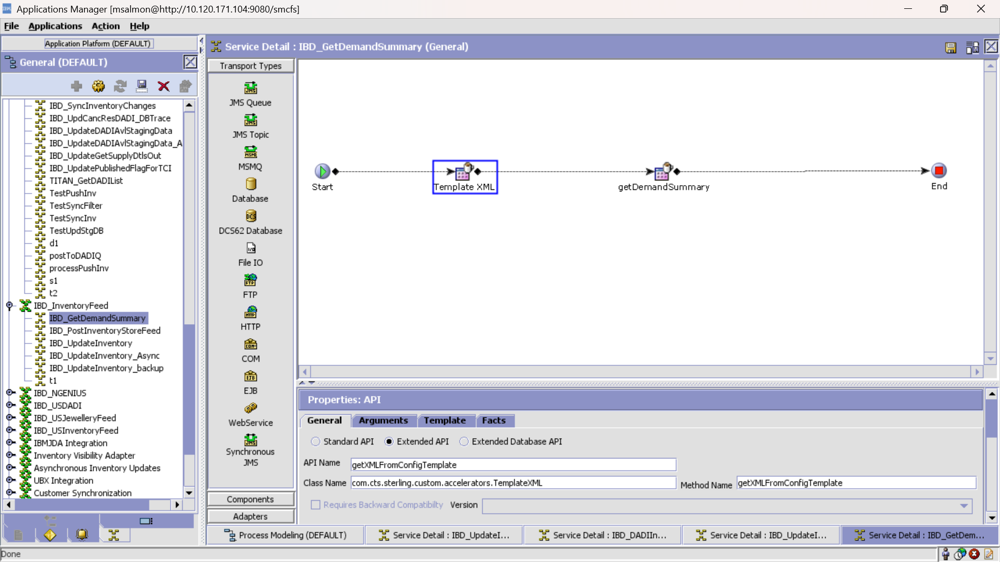 Applications Manager [msalmon@http://10.120.171.104:9080/smcfs]
File Applications Action Help
Application Platform (DEFAULT)
General (DEFAULT)
IBD_SyncInventoryChanges
IBD_UpdCancResDADI_DBTrace
IBD_UpdateDADIAvlStagingData
IBD_UpdateDADIAvlStagingData_A
IBD_UpdateGetSupplyDtlsOut
IBD_UpdatePublishedFlagForTCI
TITAN_GetDADIList
TestPushInv
TestSyncFilter
TestSyncInv
TestUpdStgDB
d1
postToDADIQ
processPushInv
s1
t2
IBD_InventoryFeed
IBD_GetDemandSummary
IBD_PostInventoryStoreFeed
IBD_UpdateInventory
IBD_UpdateInventory_Async
IBD_UpdateInventory_backup
t1
IBD_NGENIUS
IBD_USDADI
IBD_USJewelleryFeed
IBD_USInventoryFeed
IBMJDA Integration
Inventory Visibility Adapter
Asynchronous Inventory Updates
UBX Integration
Customer Synchronization
Service Detail : IBD_GetDemandSummary (General)
Transport Types
JMS Queue
JMS Topic
MSMQ
Database
DCS62 Database
File IO
FTP
HTTP
COM
EJB
WebService
Synchronous
JMS
Components
Adapters
Start
Template XML
getDemandSummary
End
Properties: API
General Arguments Template Facts
Standard API Extended API Extended Database API
API Name getXMLFromConfigTemplate
Class Name com.cts.sterling.custom.accelerators.TemplateXML Method Name getXMLFromConfigTemplate
Requires Backward Compatibilty Version
Process Modeling (DEFAULT) Service Detail : IBD_UpdateI... Service Detail : IBD_DADIIn... Service Detail : IBD_UpdateI... Service Detail : IBD_GetDem...
Done